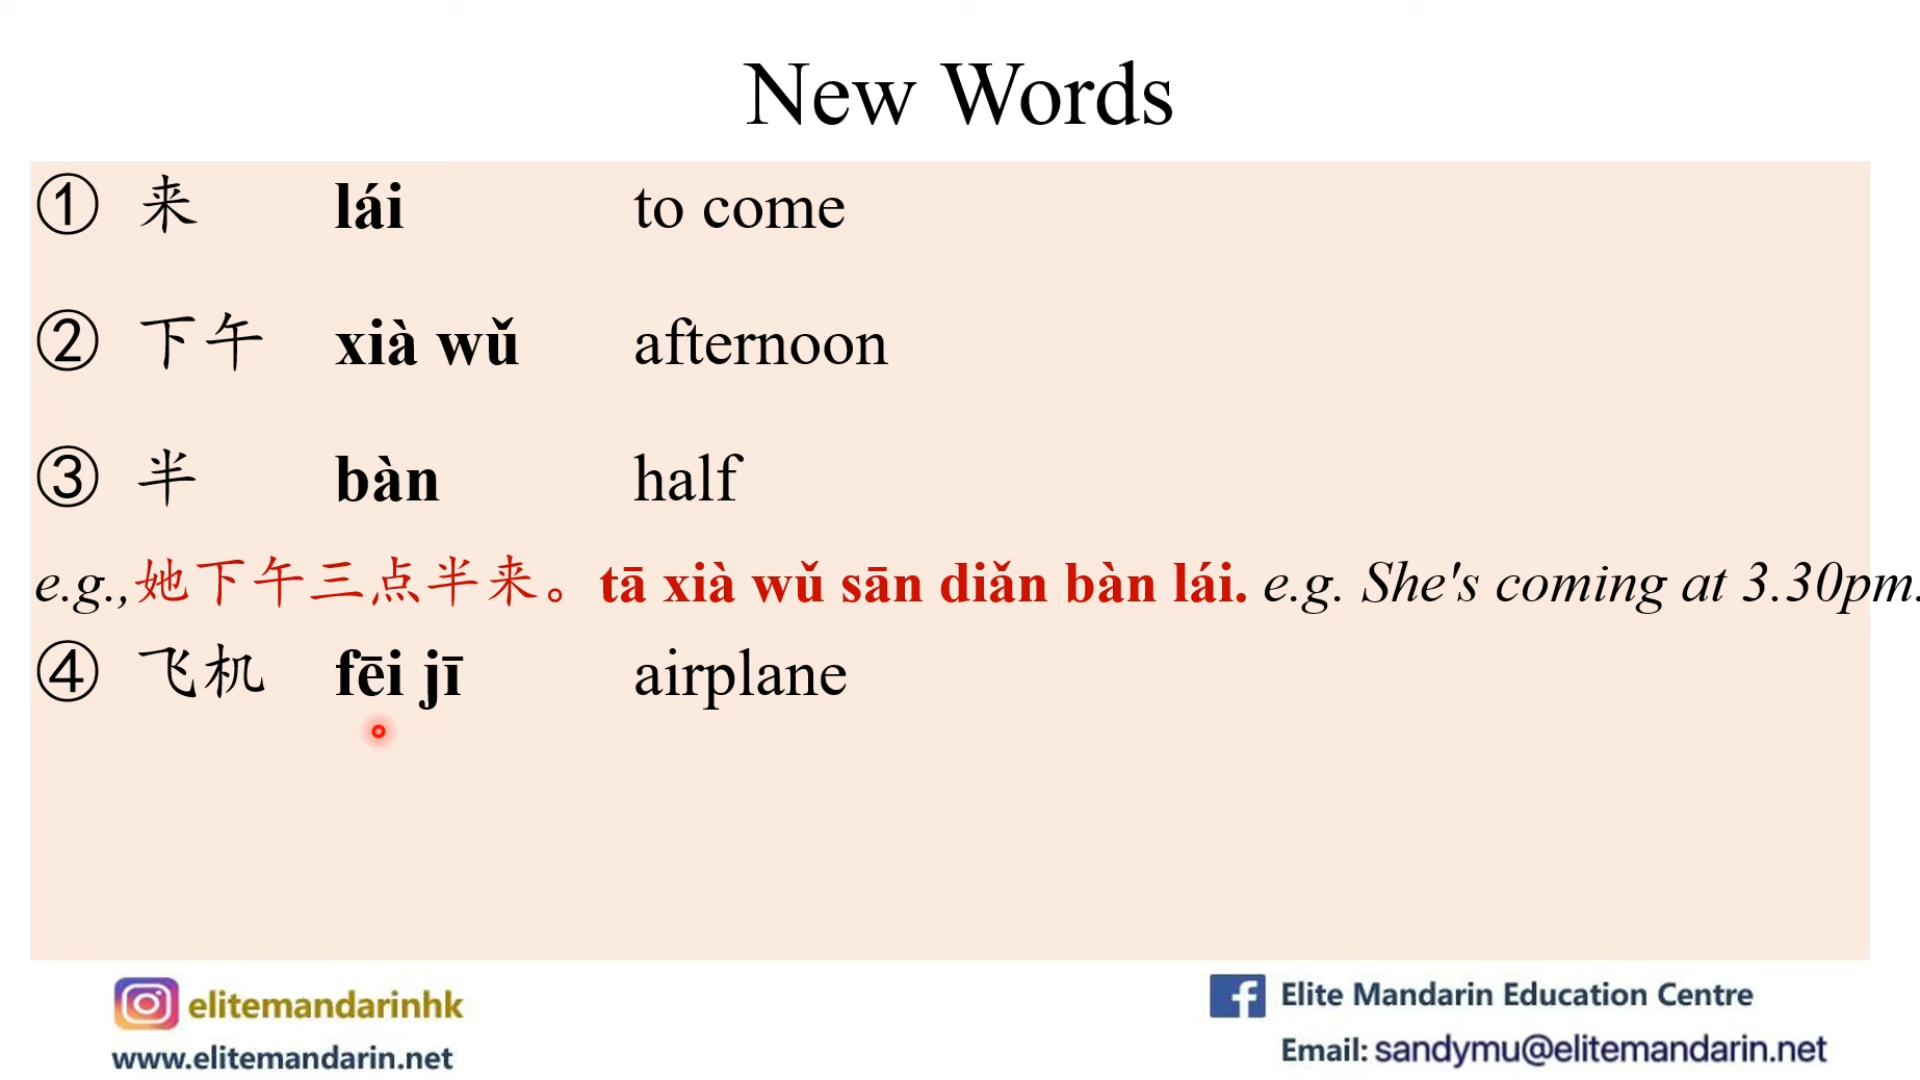 New Words
① 来 lái to come
② 下午 xià wǔ afternoon
③ 半 bàn half
e.g.,她下午三点半来。tā xià wǔ sān diǎn bàn lái. e.g. She's coming at 3.30pm.
④ 飞机 fēi jī airplane
elitemandarinhk
www.elitemandarin.net
Elite Mandarin Education Centre
Email: sandymu@elitemandarin.net